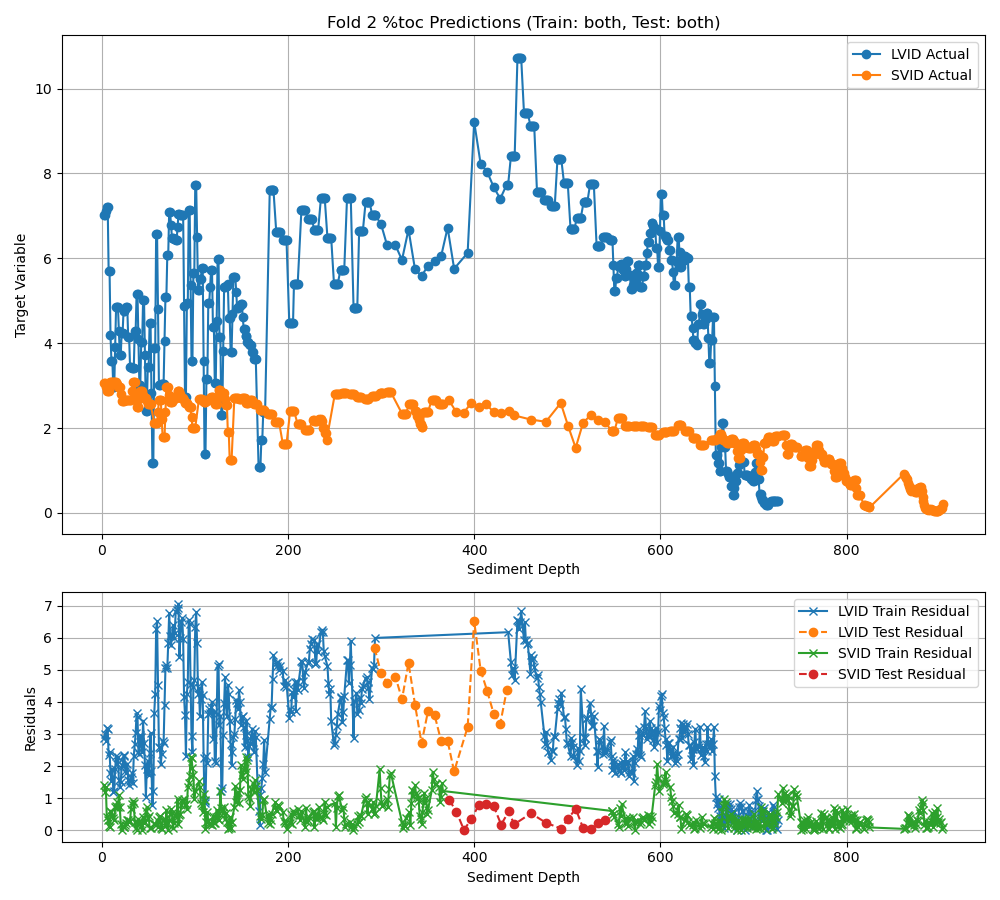 Fold 2 %toc Predictions (Train: both, Test: both)
Target Variable
10
8
6
4
2
0
LVID Actual
SVID Actual
0 200 400 600 800
Sediment Depth
Residuals
7
6
5
4
3
2
1
0
LVID Train Residual
LVID Test Residual
SVID Train Residual
SVID Test Residual
0 200 400 600 800
Sediment Depth